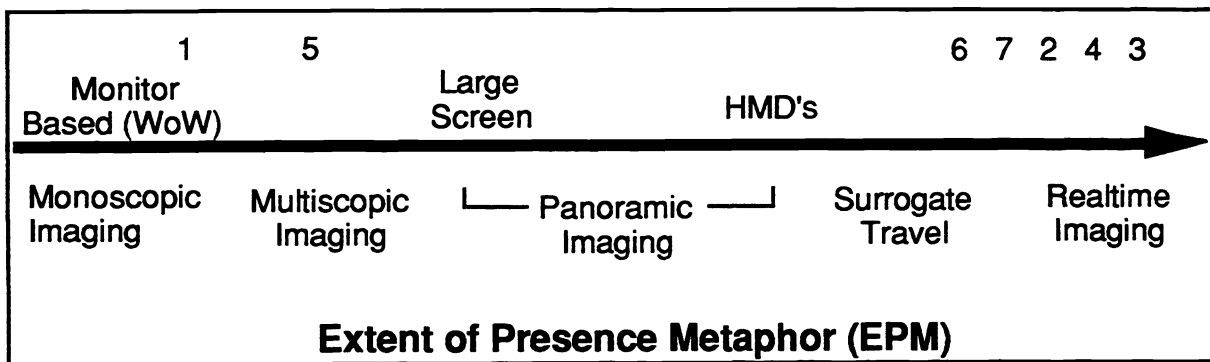 1 5 6 7 2 4 3
Monitor
Based (WoW)
Large
Screen
HMD's
Monoscopic
Imaging
Multiscopic
Imaging
Panoramic
Imaging
Surrogate
Travel
Realtime
Imaging
Extent of Presence Metaphor (EPM)